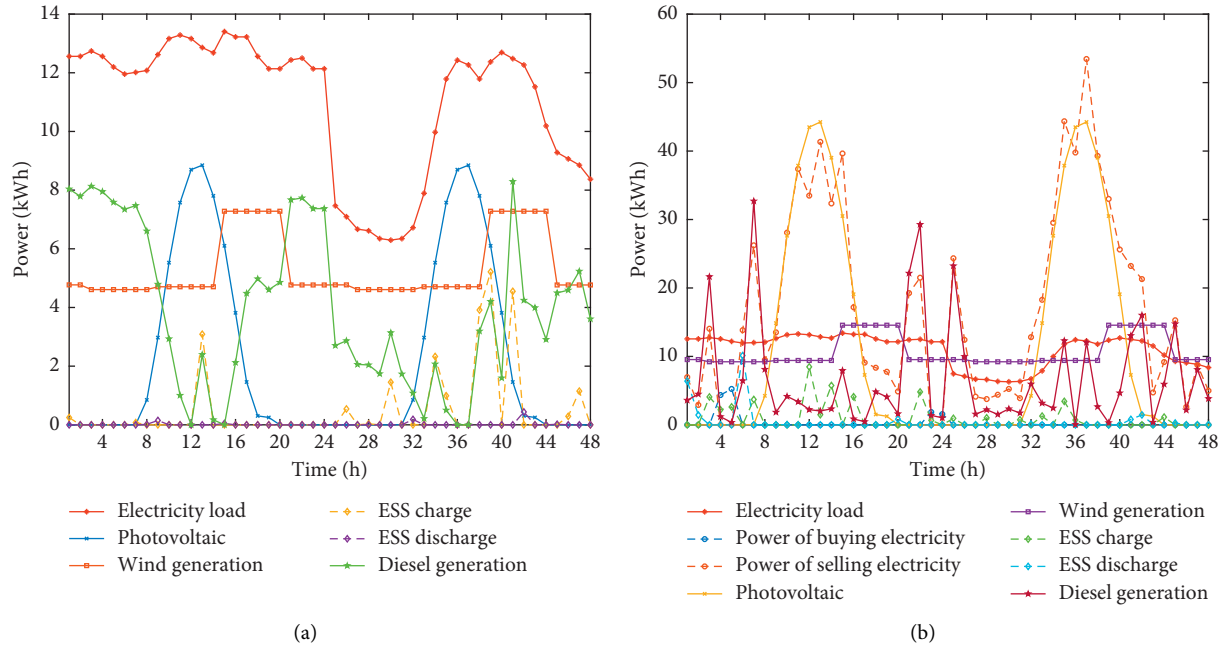 14
12
10
8
6
4
2
0
Power (kWh)
4 8 12 16 20 24 28 32 36 40 44 48
Time (h)
Electricity load
Photovoltaic
Wind generation
ESS charge
ESS discharge
Diesel generation
(a)
60
50
40
30
20
10
0
Power (kWh)
4 8 12 16 20 24 28 32 36 40 44 48
Time (h)
Electricity load
Power of buying electricity
Power of selling electricity
Photovoltaic
Wind generation
ESS charge
ESS discharge
Diesel generation
(b)